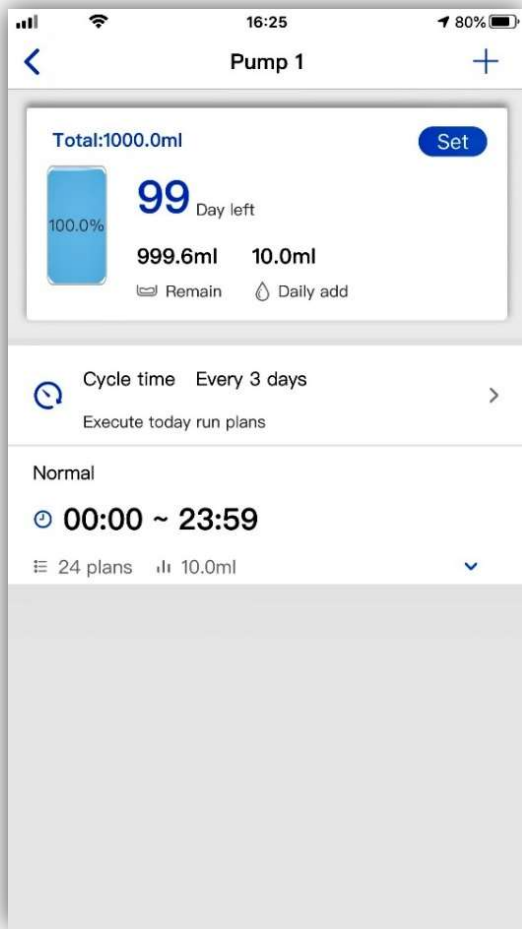 16:25 80%
Pump 1
Total:1000.0ml Set
99 Day left
100.0%
999.6ml 10.0ml
Remain Daily add
Cycle time Every 3 days
Execute today run plans
Normal
00:00 ~ 23:59
24 plans 10.0ml